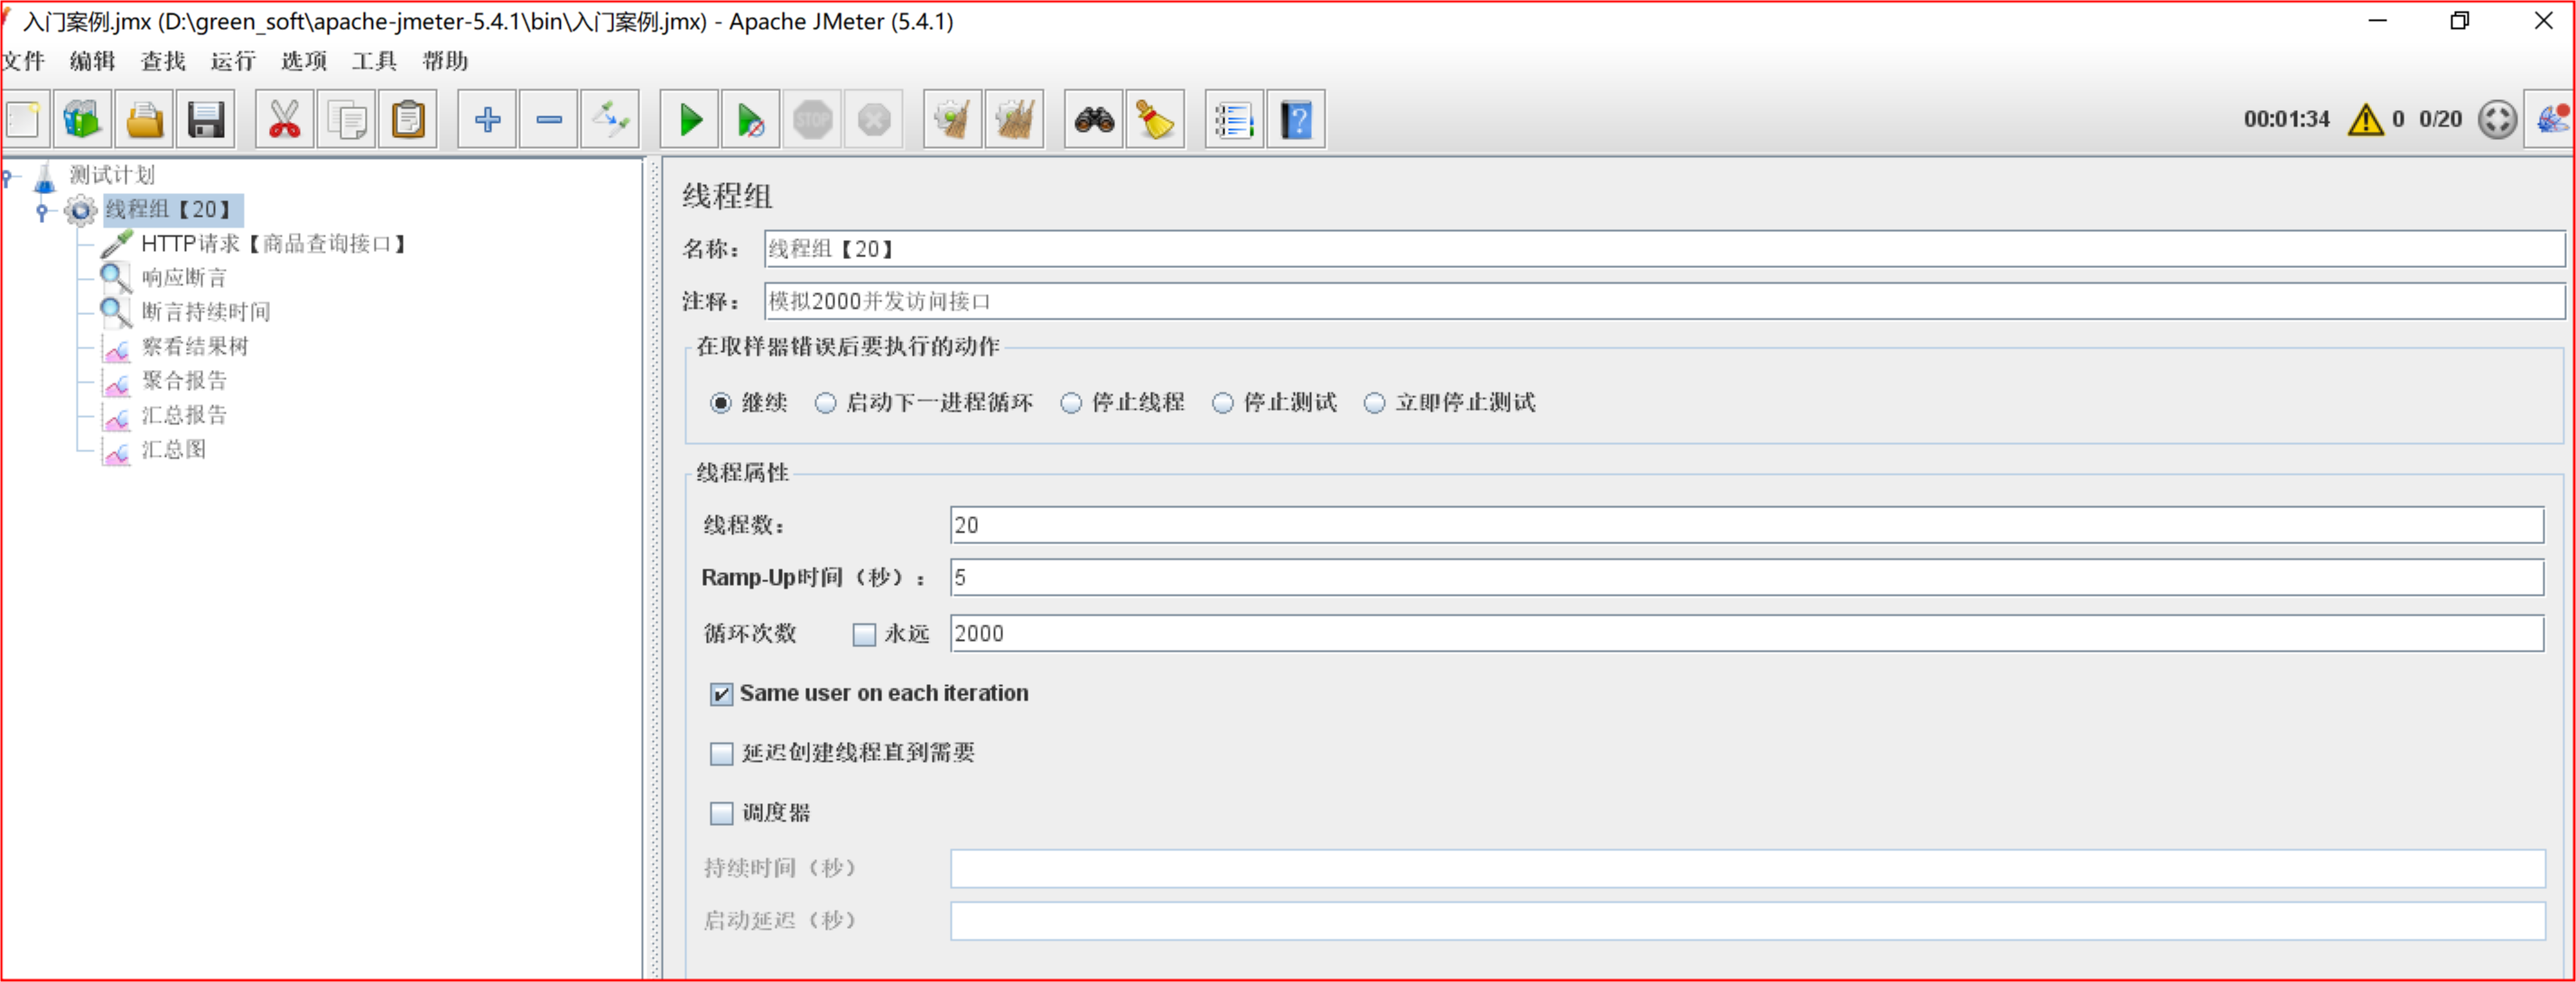 入门案例.jmx (D:\green_soft\apache-jmeter-5.4.1\bin\入门案例.jmx) - Apache JMeter (5.4.1)
文件 编辑 查找 运行 选项 工具 帮助
STOP 00:01:34 0 0/20
测试计划
线程组【20】
HTTP请求【商品查询接口】
响应断言
断言持续时间
察看结果树
聚合报告
汇总报告
汇总图
线程组
名称： 线程组【20】
注释： 模拟2000并发访问接口
在取样器错误后要执行的动作
继续 启动下一进程循环 停止线程 停止测试 立即停止测试
线程属性
线程数： 20
Ramp-Up时间（秒）： 5
循环次数 永远 2000
Same user on each iteration
延迟创建线程直到需要
调度器
持续时间（秒）
启动延迟（秒）